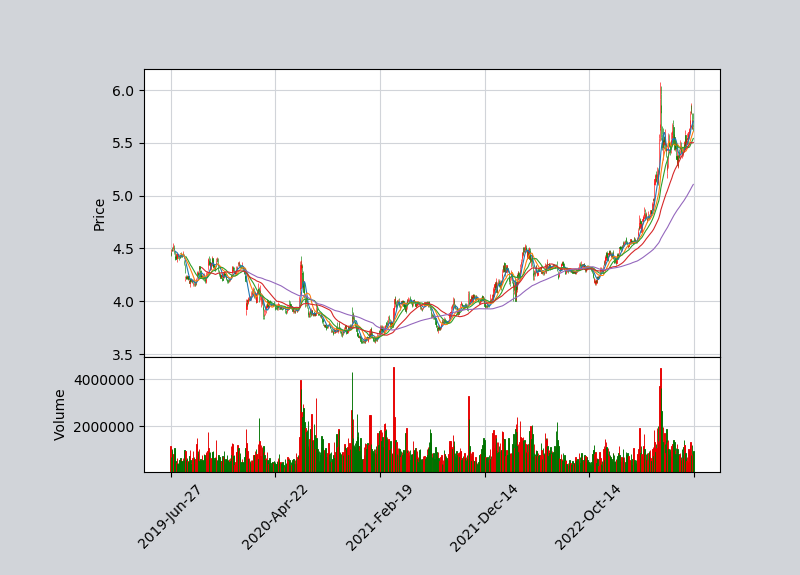 6.0
5.5
5.0
4.5
4.0
3.5
Price
4000000
2000000
Volume
2019-Jun-27
2020-Apr-22
2021-Feb-19
2021-Dec-14
2022-Oct-14